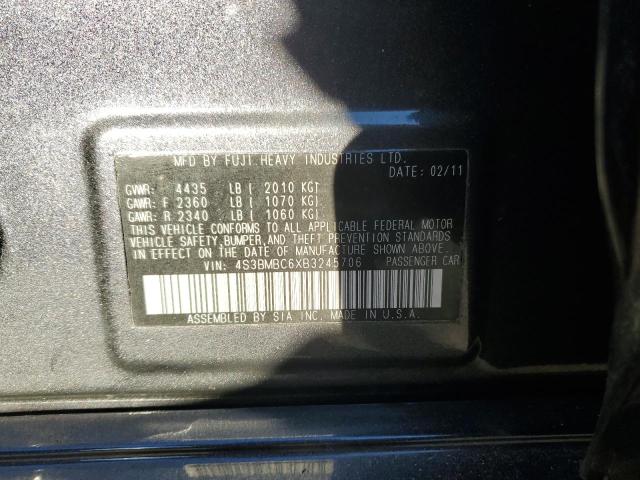 MFD BY FUJI HEAVY INDUSTRIES LTD.
DATE: 02/11
GVWR: 4435 LB( 2010 KG)
GAWR: F 2360 LB( 1070 KG)
GAWR: R 2340 LB( 1060 KG)
THIS VEHICLE CONFORMS TO ALL APPLICABLE FEDERAL MOTOR
VEHICLE SAFETY, BUMPER, AND THEFT PREVENTION STANDARDS
IN EFFECT ON THE DATE OF MANUFACTURE SHOWN ABOVE.
VIN: 4S3BMBC6XB3245706 PASSENGER CAR
ASSEMBLED BY SIA INC, MADE IN U.S.A.